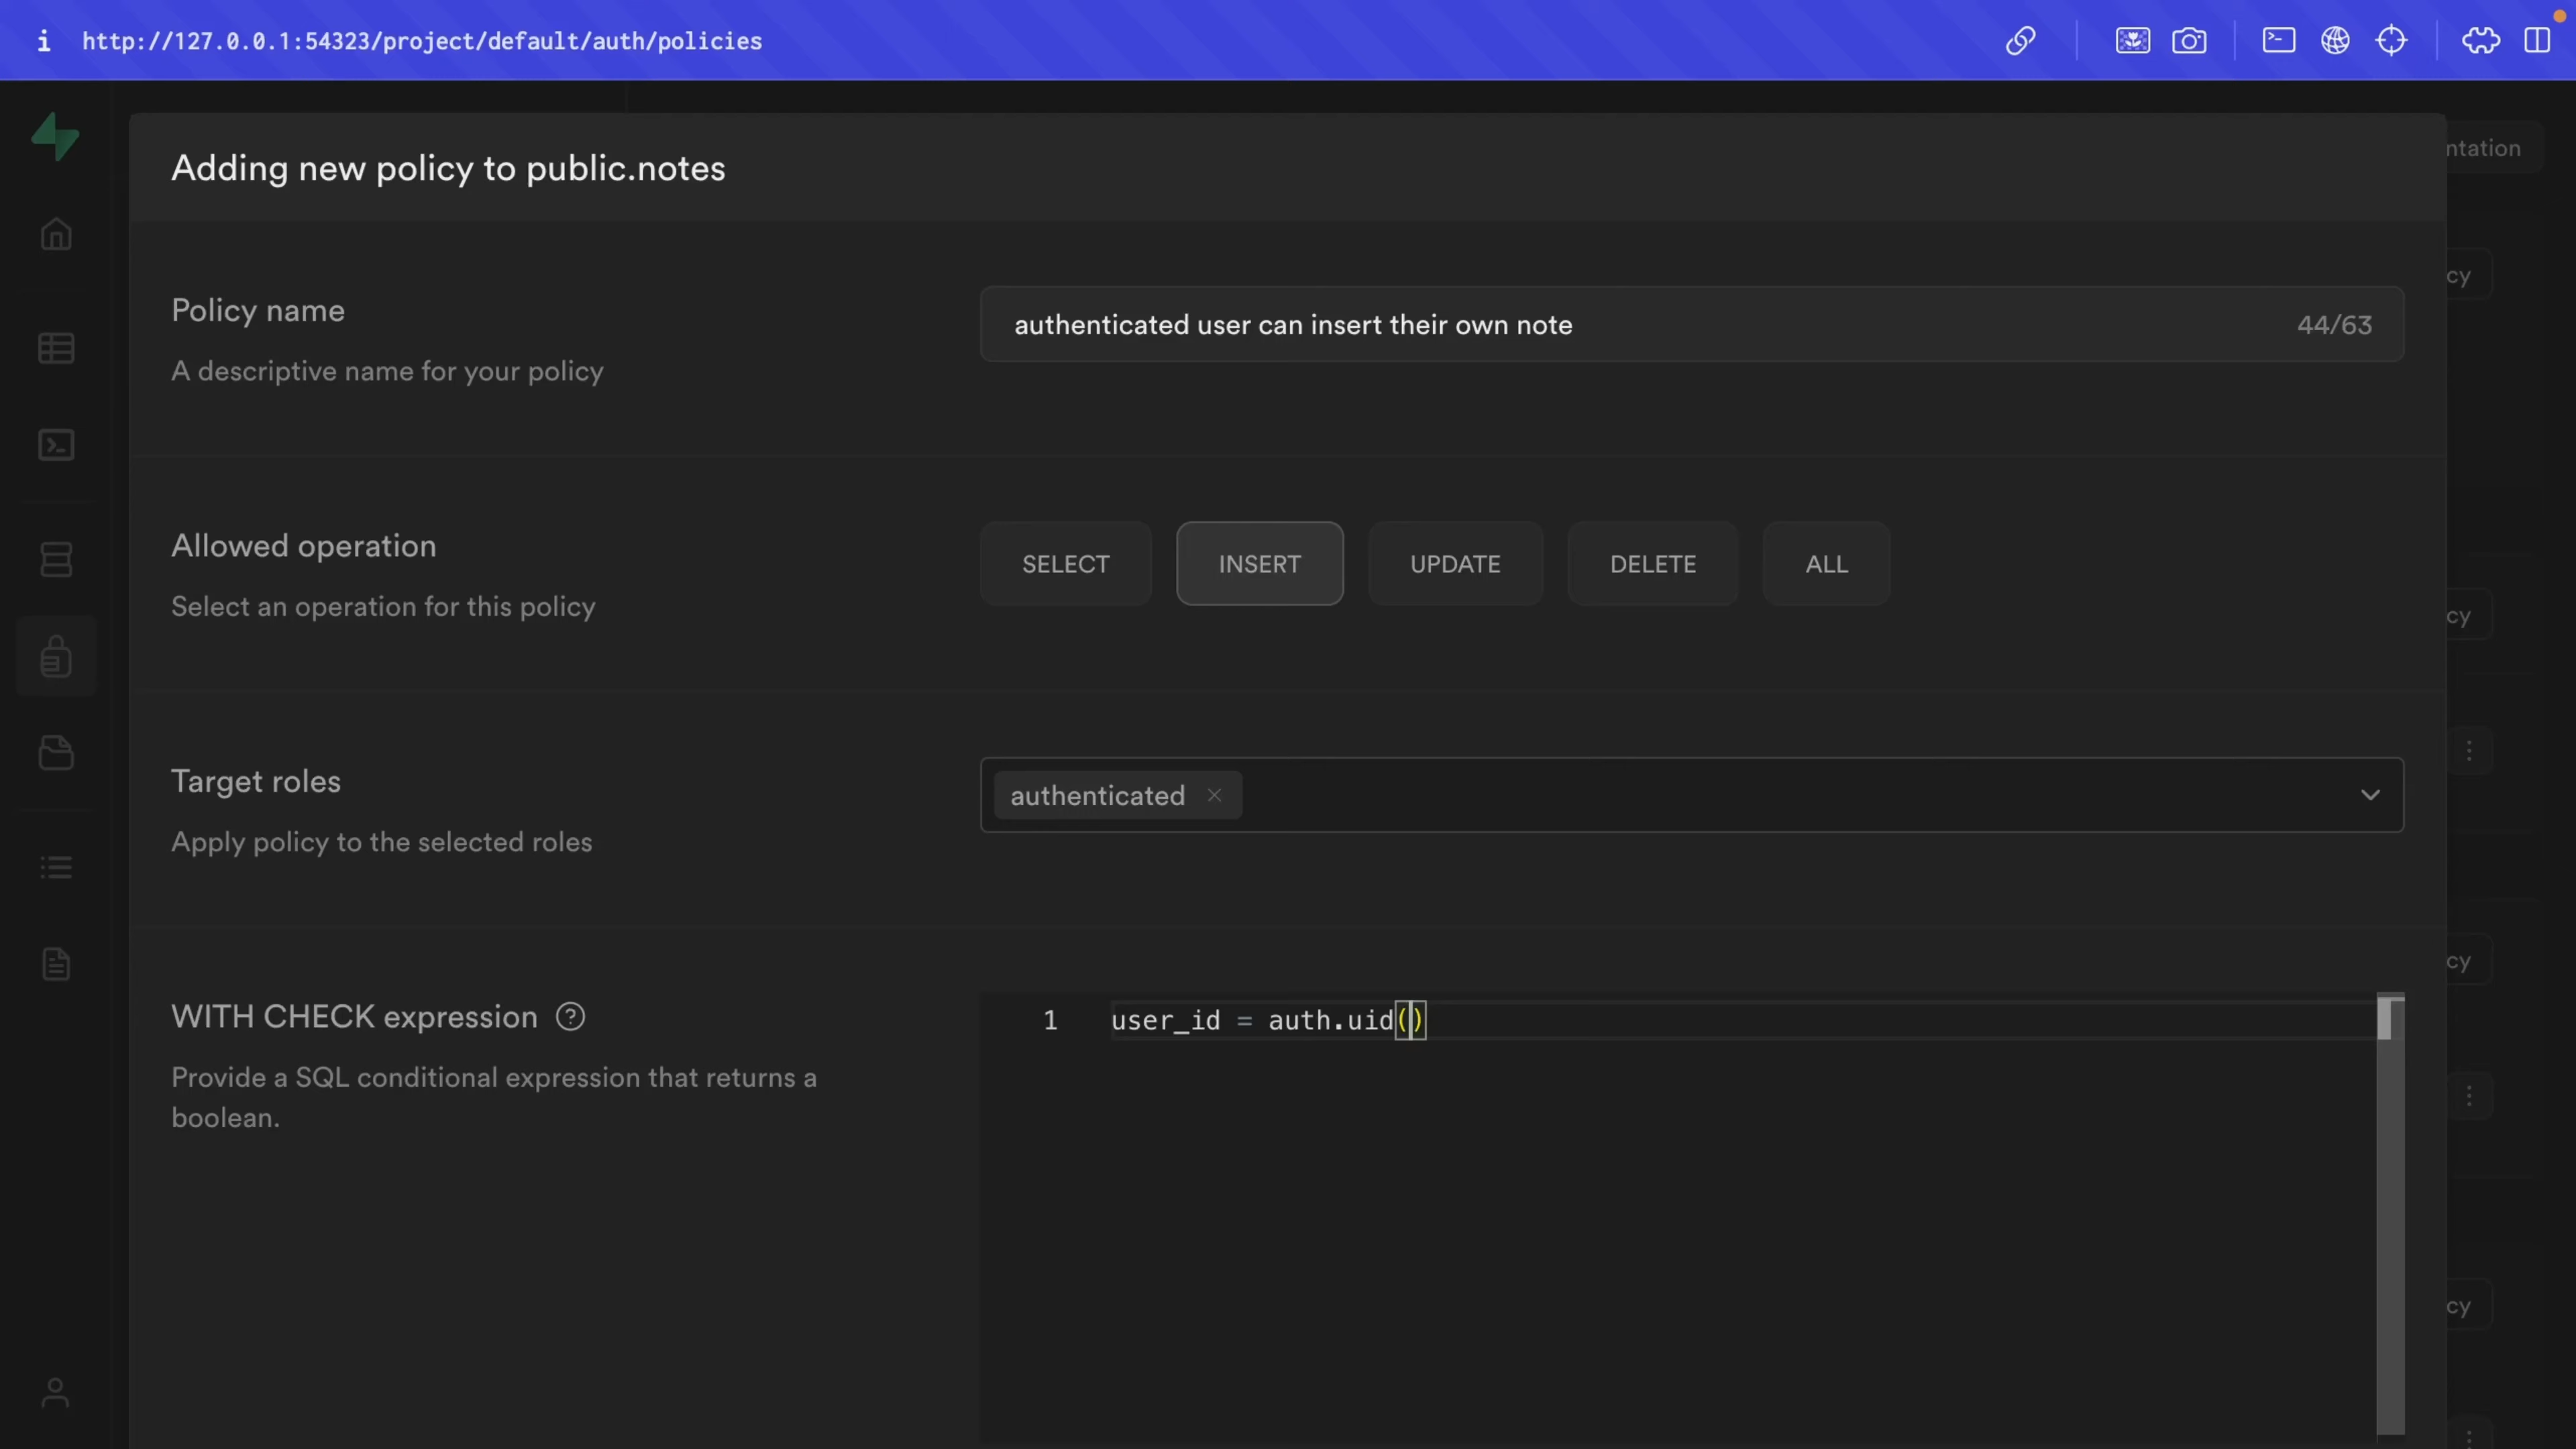 http://127.0.0.1:54323/project/default/auth/policies
ntation
Adding new policy to public.notes
cy
Policy name
A descriptive name for your policy
authenticated user can insert their own note
44/63
Allowed operation
Select an operation for this policy
SELECT
INSERT
UPDATE
DELETE
ALL
cy
Target roles
Apply policy to the selected roles
authenticated
cy
WITH CHECK expression
Provide a SQL conditional expression that returns a
boolean.
1 user_id = auth.uid()
cy